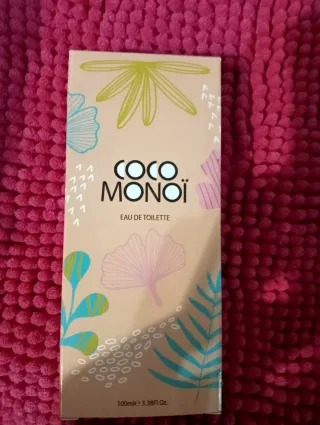 COCO
MONOÏ
EAU DE TOILETTE
100ml e 3.38Fl.Oz.